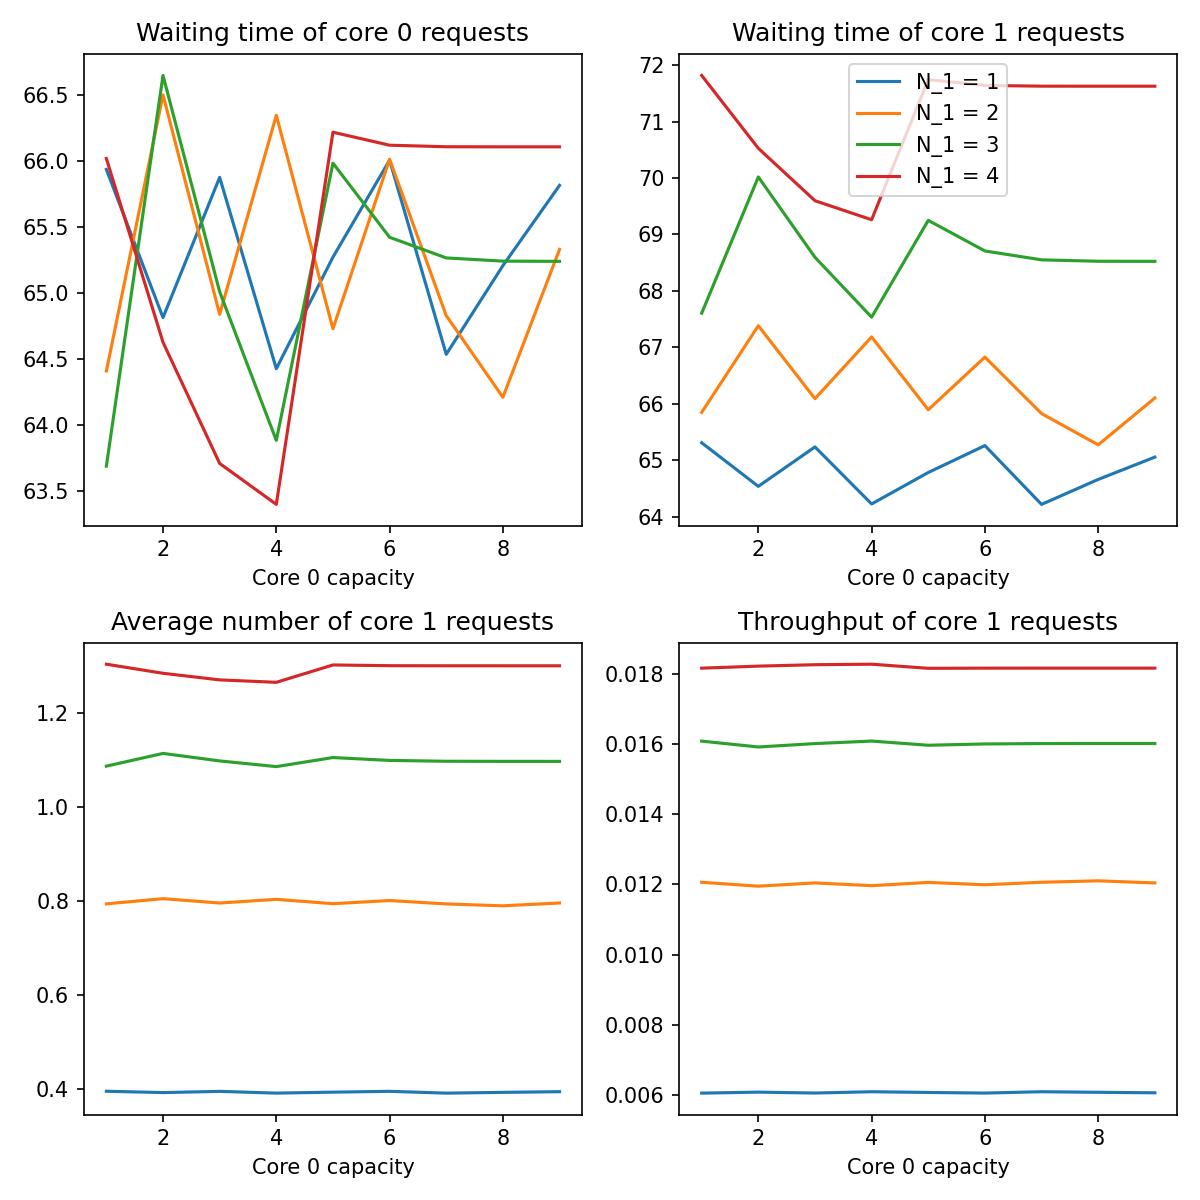 Waiting time of core 0 requests
66.5
66.0
65.5
65.0
64.5
64.0
63.5
2 4 6 8
Core 0 capacity
Waiting time of core 1 requests
72
71
70
69
68
67
66
65
64
N_1 = 1
N_1 = 2
N_1 = 3
N_1 = 4
2 4 6 8
Core 0 capacity
Average number of core 1 requests
1.2
1.0
0.8
0.6
0.4
2 4 6 8
Core 0 capacity
Throughput of core 1 requests
0.018
0.016
0.014
0.012
0.010
0.008
0.006
2 4 6 8
Core 0 capacity